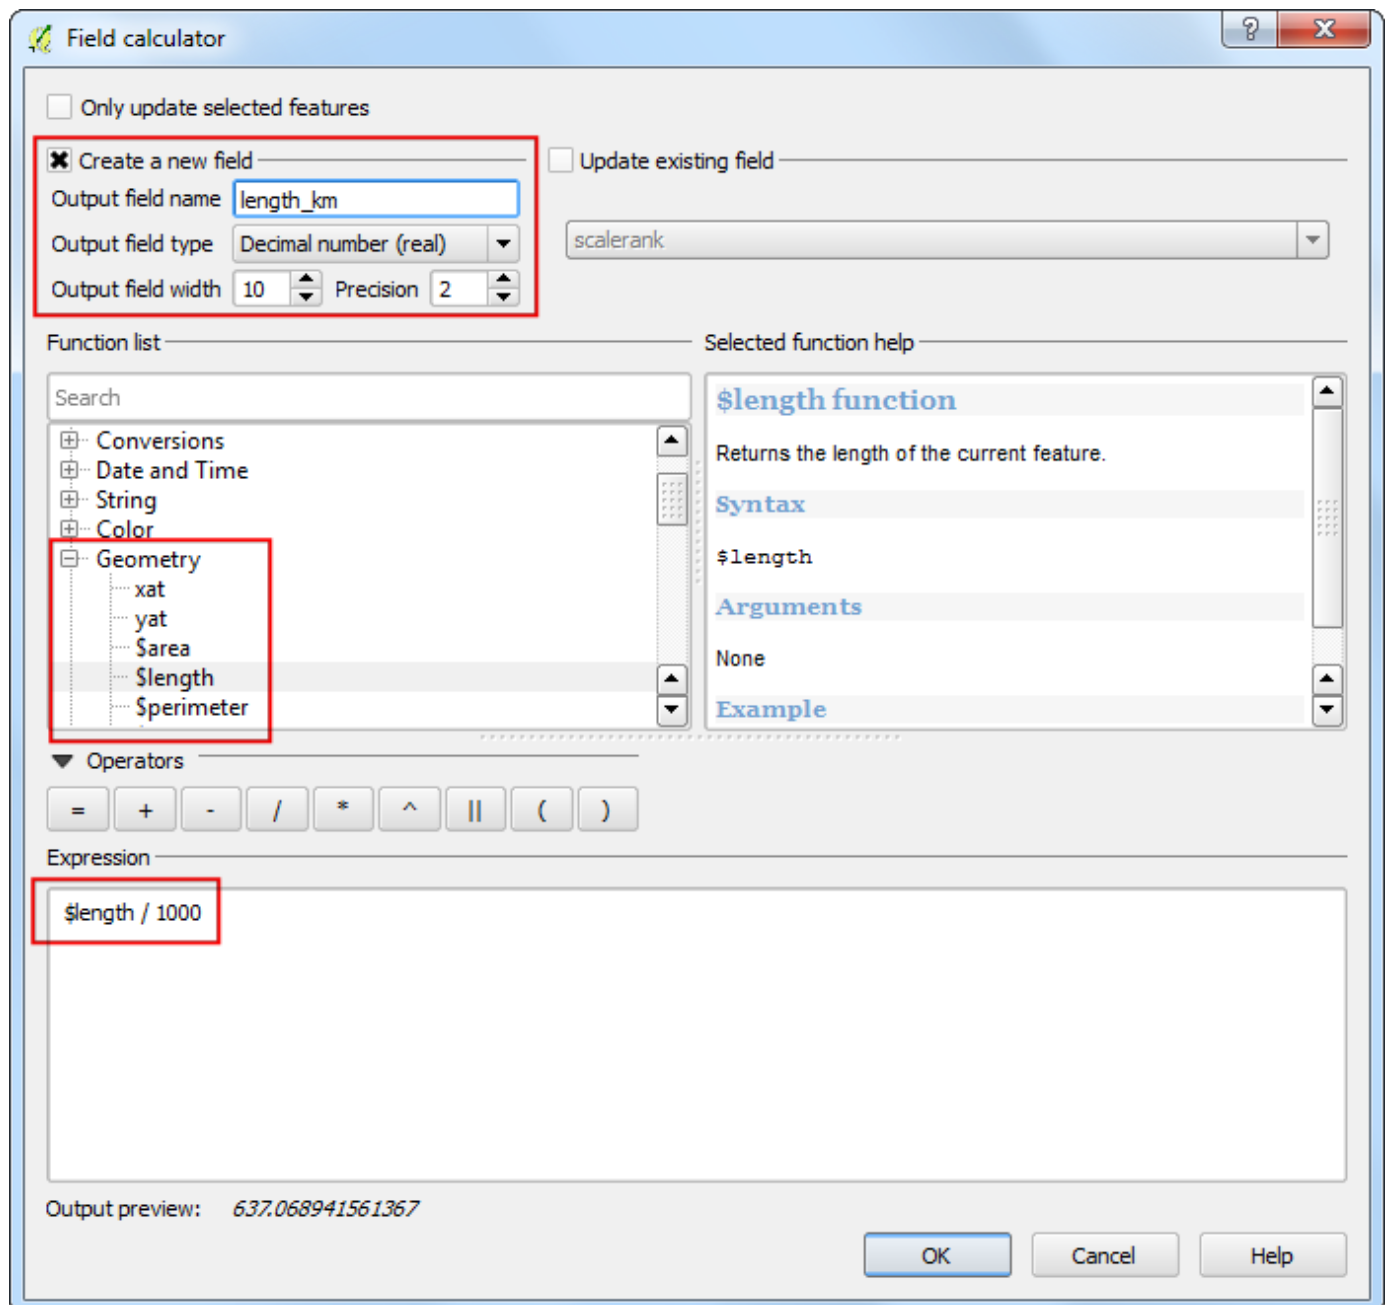 Field calculator
Only update selected features
Create a new field
Update existing field
Output field name length_km
Output field type Decimal number (real)
scalerank
Output field width 10 Precision 2
Function list
Selected function help
Search
Conversions
Date and Time
String
Color
Geometry
xat
yat
$area
$length
$perimeter
$length function
Returns the length of the current feature.
Syntax
$length
Arguments
None
Example
Operators
= + - / * ^ || ( )
Expression
$length / 1000
Output preview: 637.068941561367
OK Cancel Help